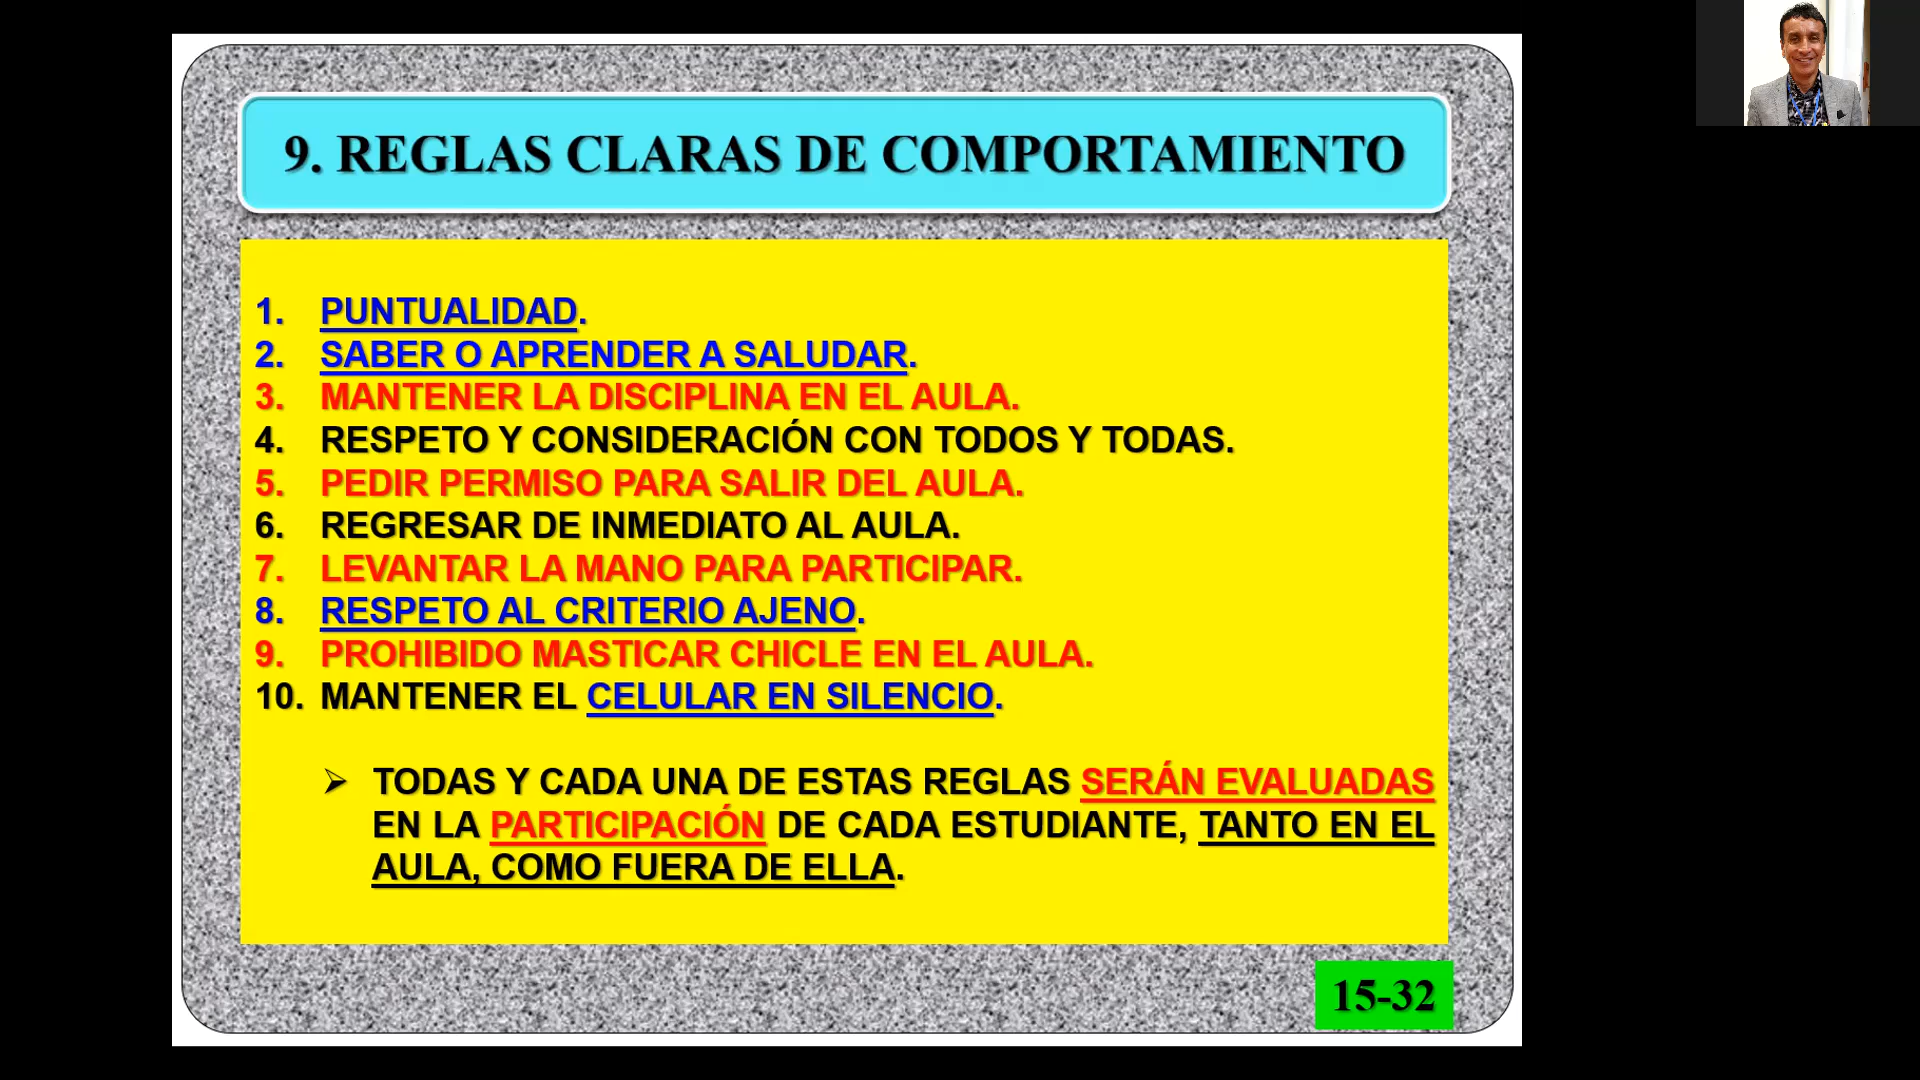 9. REGLAS CLARAS DE COMPORTAMIENTO
1. PUNTUALIDAD.
2. SABER O APRENDER A SALUDAR.
3. MANTENER LA DISCIPLINA EN EL AULA.
4. RESPETO Y CONSIDERACIÓN CON TODOS Y TODAS.
5. PEDIR PERMISO PARA SALIR DEL AULA.
6. REGRESAR DE INMEDIATO AL AULA.
7. LEVANTAR LA MANO PARA PARTICIPAR.
8. RESPETO AL CRITERIO AJENO.
9. PROHIBIDO MASTICAR CHICLE EN EL AULA.
10. MANTENER EL CELULAR EN SILENCIO.
➢ TODAS Y CADA UNA DE ESTAS REGLAS SERÁN EVALUADAS
EN LA PARTICIPACIÓN DE CADA ESTUDIANTE, TANTO EN EL
AULA, COMO FUERA DE ELLA.
15-32